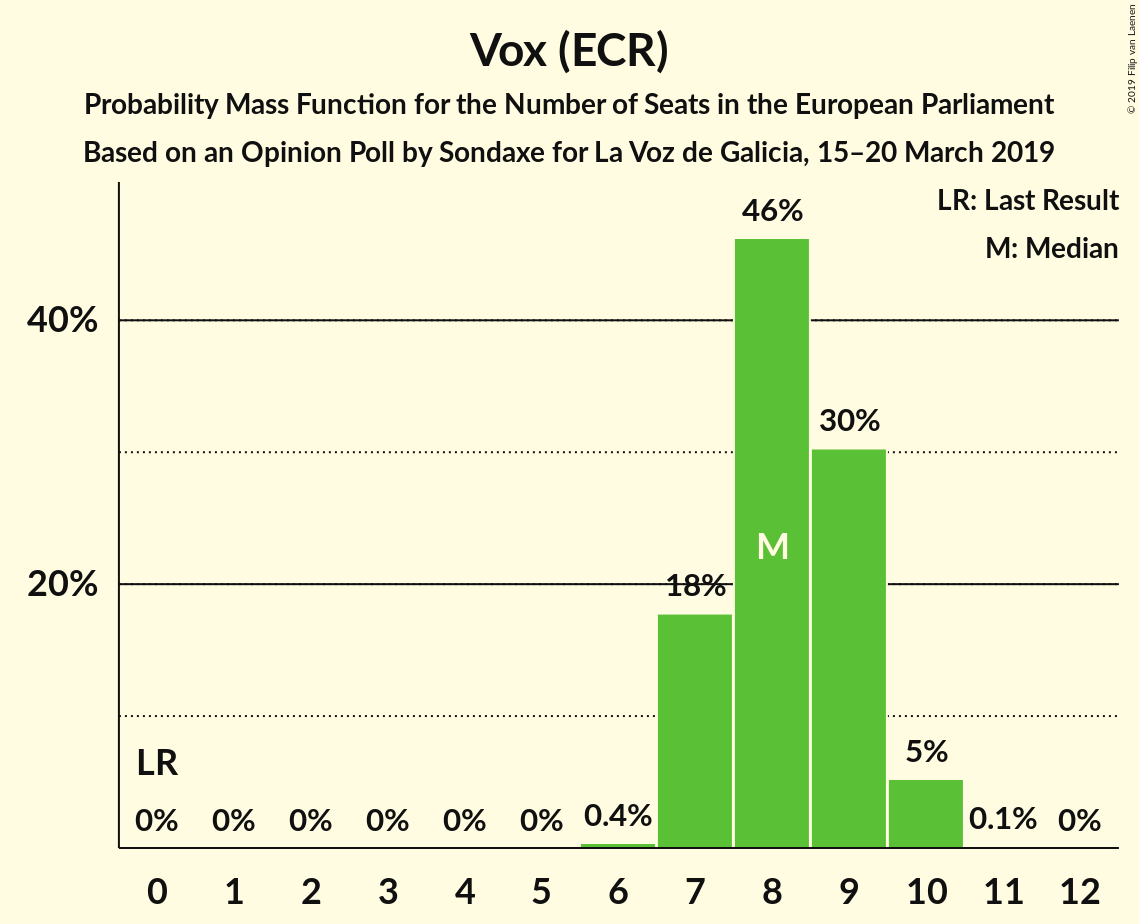 Vox (ECR)
Probability Mass Function for the Number of Seats in the European Parliament
Based on an Opinion Poll by Sondaxe for La Voz de Galicia, 15–20 March 2019
© 2019 Filip van Laenen
LR: Last Result
M: Median
46%
40%
30%
M
20%
18%
LR
5%
0% 0% 0% 0% 0% 0% 0.4% 0.1% 0%
0 1 2 3 4 5 6 7 8 9 10 11 12